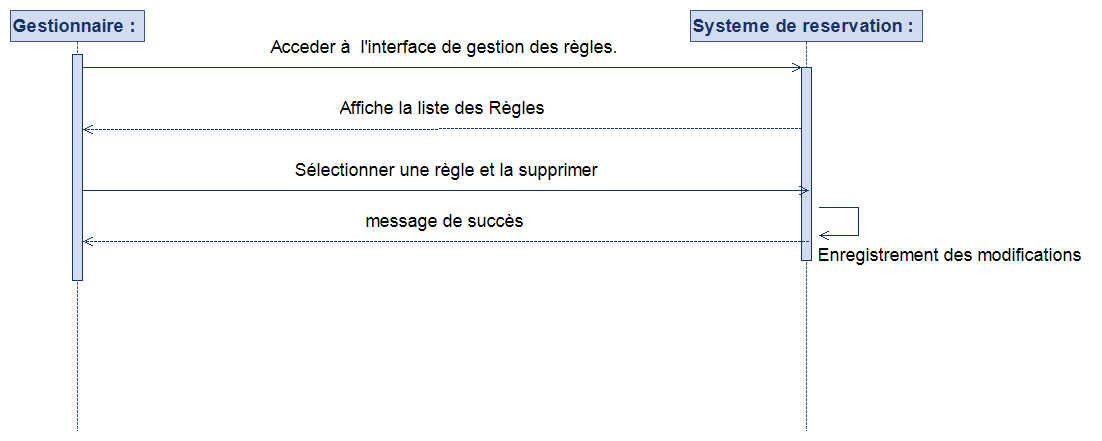 Gestionnaire :
Systeme de reservation :
Acceder à  l'interface de gestion des règles.
Affiche la liste des Règles
Sélectionner une règle et la supprimer
message de succès
Enregistrement des modifications